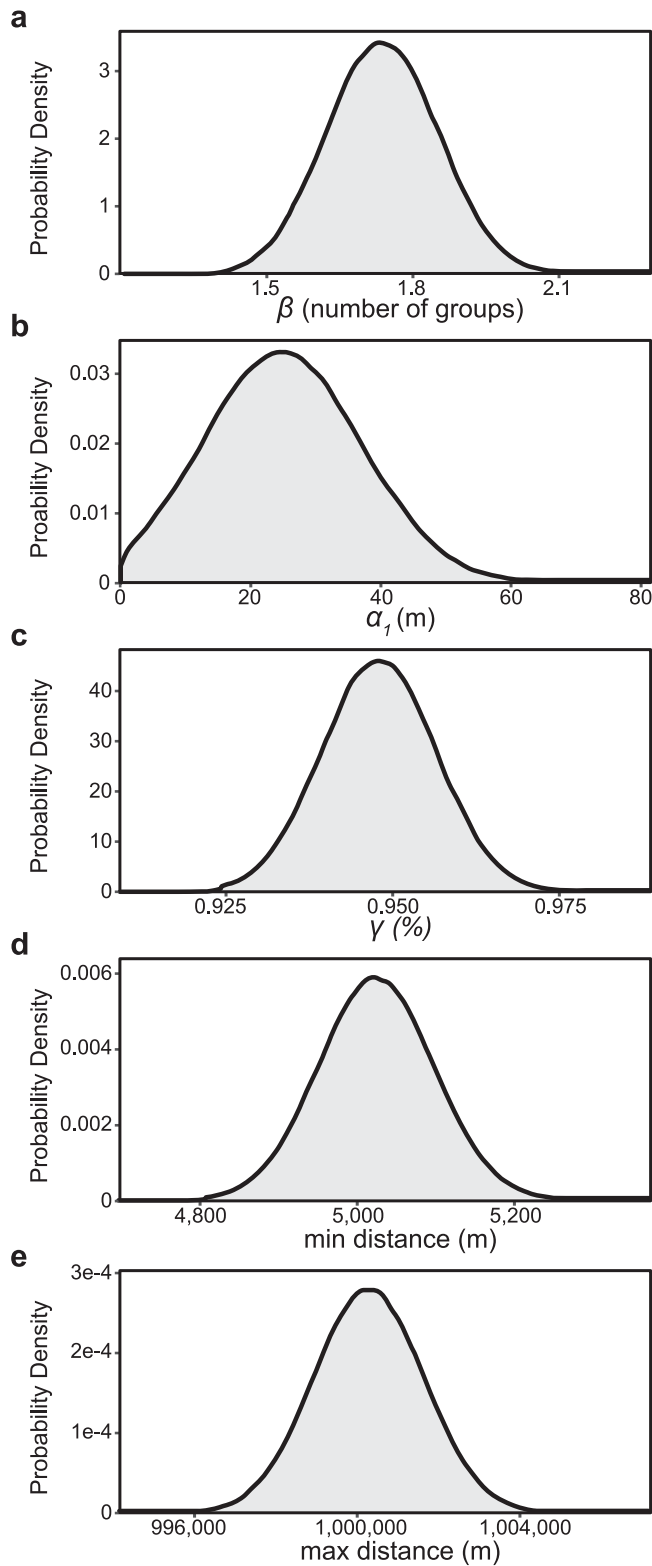 a
Probability Density
3
2
1
0
1.5 1.8 2.1
β (number of groups)
b
Proability Density
0.03
0.02
0.01
0
0 20 40 60 80
α1 (m)
c
Probability Density
40
30
20
10
0
0.925 0.950 0.975
γ (%)
d
Probability Density
0.006
0.004
0.002
0
4,800 5,000 5,200
min distance (m)
e
Probability Density
3e-4
2e-4
1e-4
0
996,000 1,000,000 1,004,000
max distance (m)